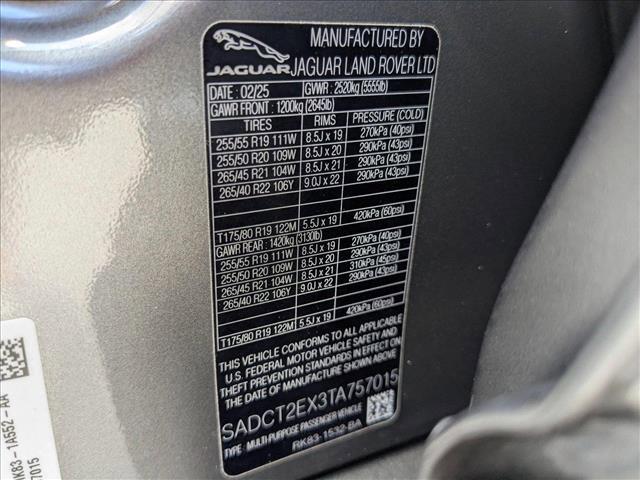 MANUFACTURED BY
JAGUAR JAGUAR LAND ROVER LTD
DATE : 02/25 GVWR : 2520kg (5555lb)
GAWR FRONT : 1200kg (2645lb)
TIRES RIMS PRESSURE (COLD)
255/55 R19 111W 8.5J x 19 270kPa (40psi)
255/50 R20 109W 8.5J x 20 290kPa (43psi)
265/45 R21 104W 8.5J x 21 290kPa (43psi)
265/40 R22 106Y 9.0J x 22 290kPa (43psi)
T175/80 R19 122M 5.5J x 19 420kPa (60psi)
GAWR REAR : 1420kg (3130lb)
255/55 R19 111W 8.5J x 19 270kPa (40psi)
255/50 R20 109W 8.5J x 20 290kPa (43psi)
265/45 R21 104W 8.5J x 21 310kPa (45psi)
265/40 R22 106Y 9.0J x 22 290kPa (43psi)
T175/80 R19 122M 5.5J x 19 420kPa (60psi)
THIS VEHICLE CONFORMS TO ALL APPLICABLE
U.S. FEDERAL MOTOR VEHICLE SAFETY AND THEFT
PREVENTION STANDARDS IN EFFECT ON THE DATE OF
MANUFACTURE SHOWN ABOVE.
SADCT2EX3TA757015
TYPE : MULTI PURPOSE PASSENGER VEHICLE
RK83-1532-BA
RK83-1A552-AA
7015